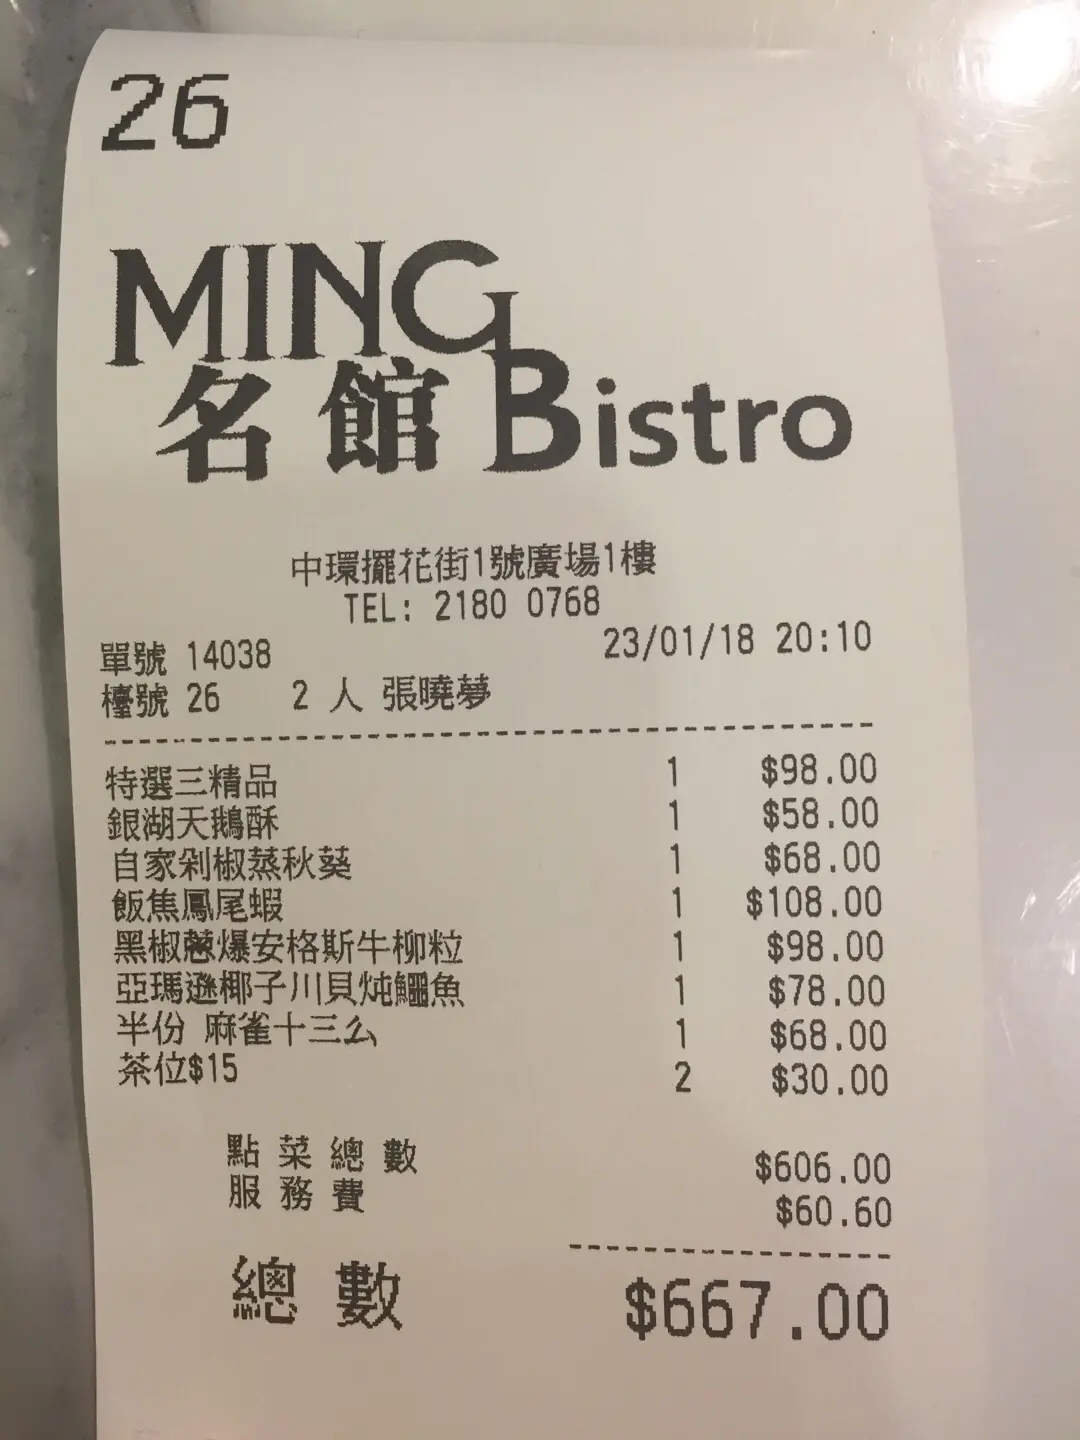 26
MING
名館 Bistro
中環擺花街1號廣場1樓
TEL: 2180 0768
單號 14038 23/01/18 20:10
檯號 26 2 人 張曉夢
特選三精品 1 $98.00
銀湖天鵝酥 1 $58.00
自家剁椒蒸秋葵 1 $68.00
飯焦鳳尾蝦 1 $108.00
黑椒蔥爆安格斯牛柳粒 1 $98.00
亞瑪遜椰子川貝炖鱷魚 1 $78.00
半份 麻雀十三么 1 $68.00
茶位$15 2 $30.00
點菜總數 $606.00
服務費 $60.60
總數 $667.00